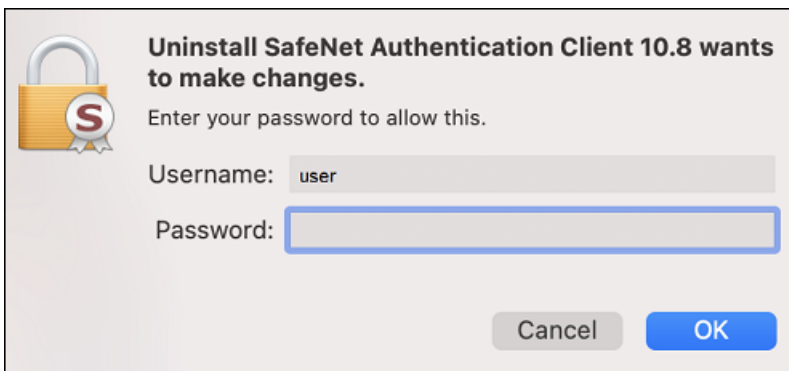 Uninstall SafeNet Authentication Client 10.8 wants
to make changes.
Enter your password to allow this.
Username: user
Password:
Cancel OK
S